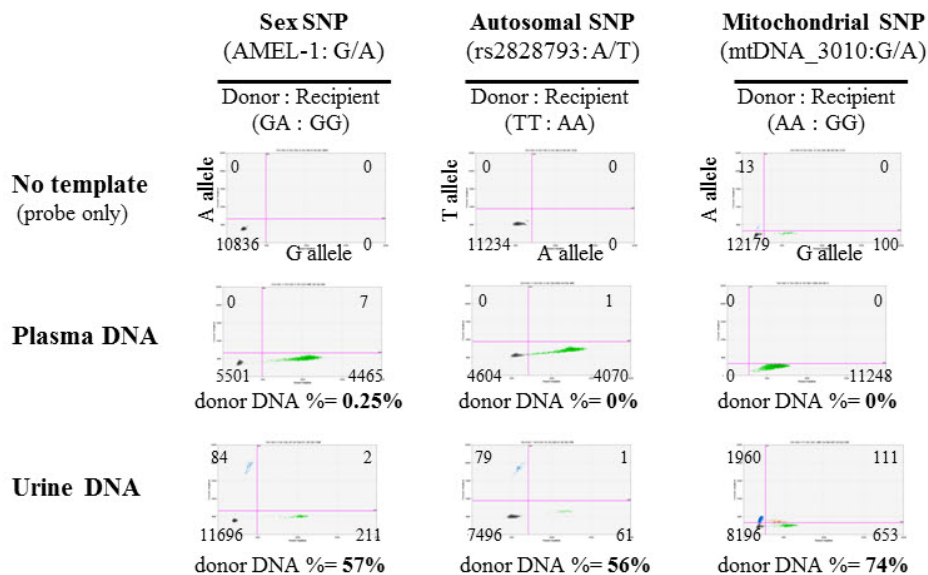 Sex SNP Autosomal SNP Mitochondrial SNP
(AMEL-1: G/A) (rs2828793:A/T) (mtDNA_3010:G/A)
Donor : Recipient Donor : Recipient Donor : Recipient
(GA : GG) (TT : AA) (AA : GG)
No template
(probe only)
A allele
0 0
10836 0
G allele
T allele
0 0
11234 0
A allele
A allele
13 0
12179 100
G allele
Plasma DNA
0 7
5501 4465
donor DNA %= 0.25%
0 1
4604 4070
donor DNA %= 0%
0 0
0 11248
donor DNA %= 0%
Urine DNA
84 2
11696 211
donor DNA %= 57%
79 1
7496 61
donor DNA %= 56%
1960 111
8196 653
donor DNA %= 74%